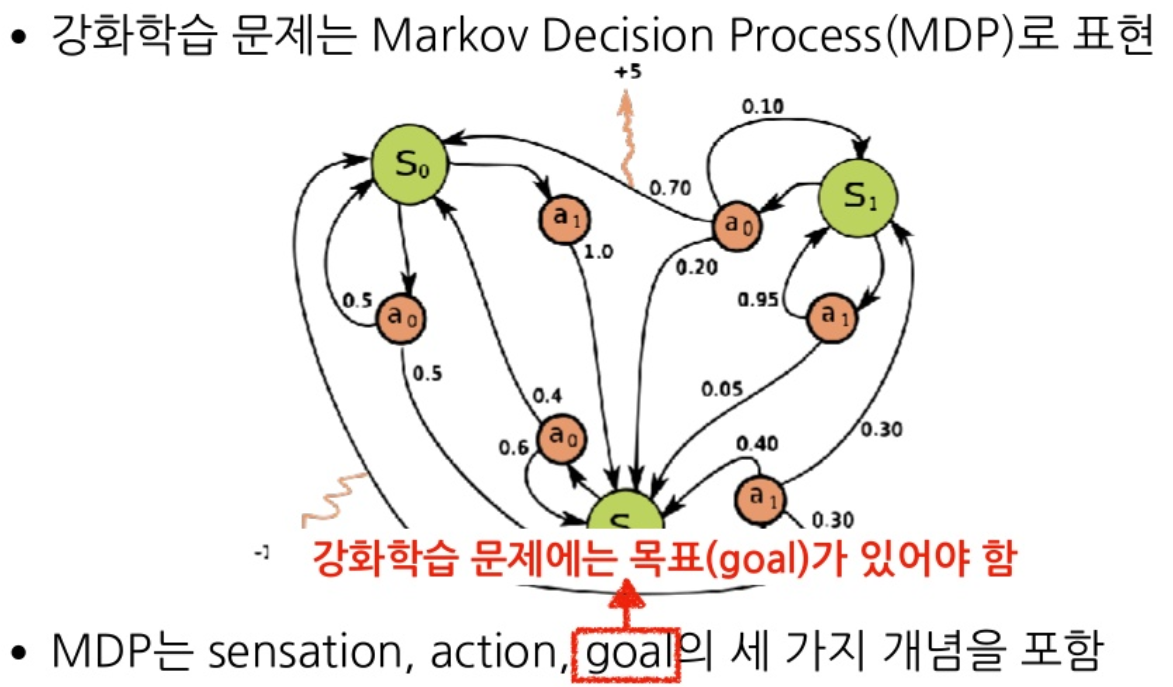 • 강화학습 문제는 Markov Decision Process(MDP)로 표현
+5
0.10
S₀
S₁
0.70
a₁
a₀
1.0
0.20
0.5
a₀
0.95
a₁
0.5
0.05
0.4
0.40
0.30
a₀
0.6
a₁
S
0.30
강화학습 문제에는 목표(goal)가 있어야 함
• MDP는 sensation, action, goal의 세 가지 개념을 포함